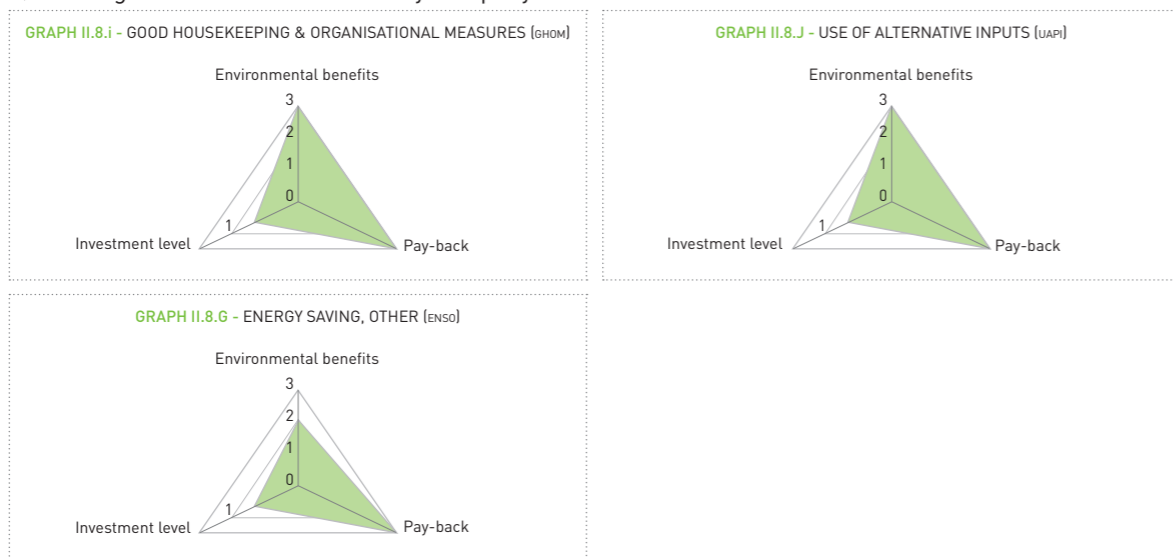 GRAPH II.8.i - GOOD HOUSEKEEPING & ORGANISATIONAL MEASURES (GHOM)
Environmental benefits
3
2
1
0
1
Investment level
Pay-back
GRAPH II.8.J - USE OF ALTERNATIVE INPUTS (UAPI)
Environmental benefits
3
2
1
0
1
Investment level
Pay-back
GRAPH II.8.G - ENERGY SAVING, OTHER (ENSO)
Environmental benefits
3
2
1
0
1
Investment level
Pay-back